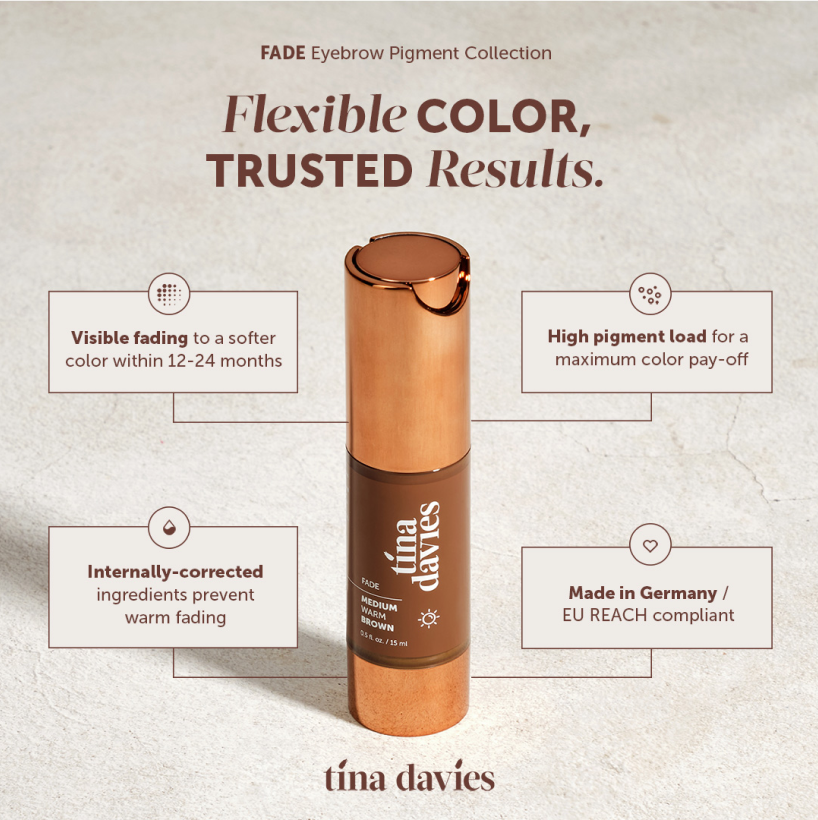 FADE Eyebrow Pigment Collection
Flexible COLOR,
TRUSTED Results.
Visible fading to a softer
color within 12-24 months
High pigment load for a
maximum color pay-off
Internally-corrected
ingredients prevent
warm fading
Made in Germany /
EU REACH compliant
tina
davies
FADE
MEDIUM
WARM
BROWN
0.5 fl. oz. / 15 ml
tina davies